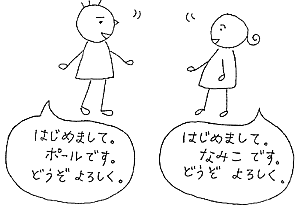 はじめまして。
ポールです。
どうぞ よろしく。
はじめまして。
なみこ です。
どうぞ よろしく。